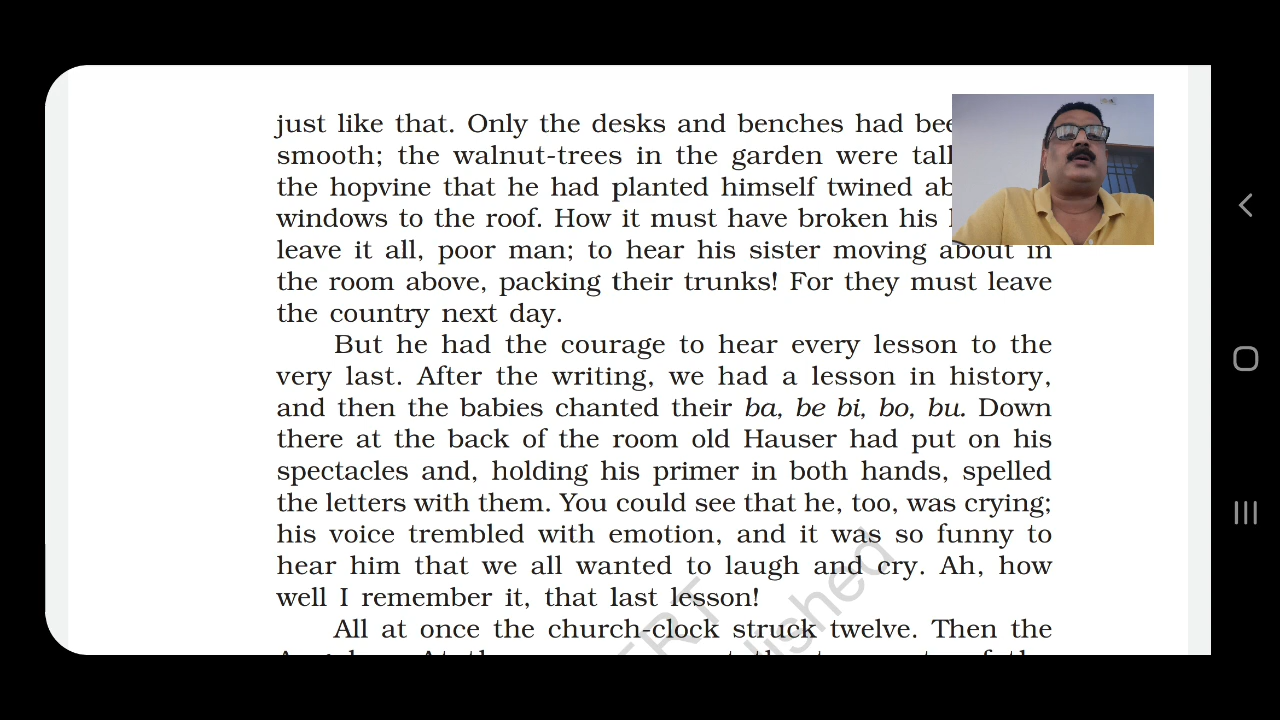 just like that. Only the desks and benches had
smooth; the walnut-trees in the garden were
the hopvine that he had planted himself twined
windows to the roof. How it must have broken his
leave it all, poor man; to hear his sister moving about in
the room above, packing their trunks! For they must leave
the country next day.
But he had the courage to hear every lesson to the
very last. After the writing, we had a lesson in history,
and then the babies chanted their ba, be bi, bo, bu. Down
there at the back of the room old Hauser had put on his
spectacles and, holding his primer in both hands, spelled
the letters with them. You could see that he, too, was crying;
his voice trembled with emotion, and it was so funny to
hear him that we all wanted to laugh and cry. Ah, how
well I remember it, that last lesson!
All at once the church-clock struck twelve. Then the